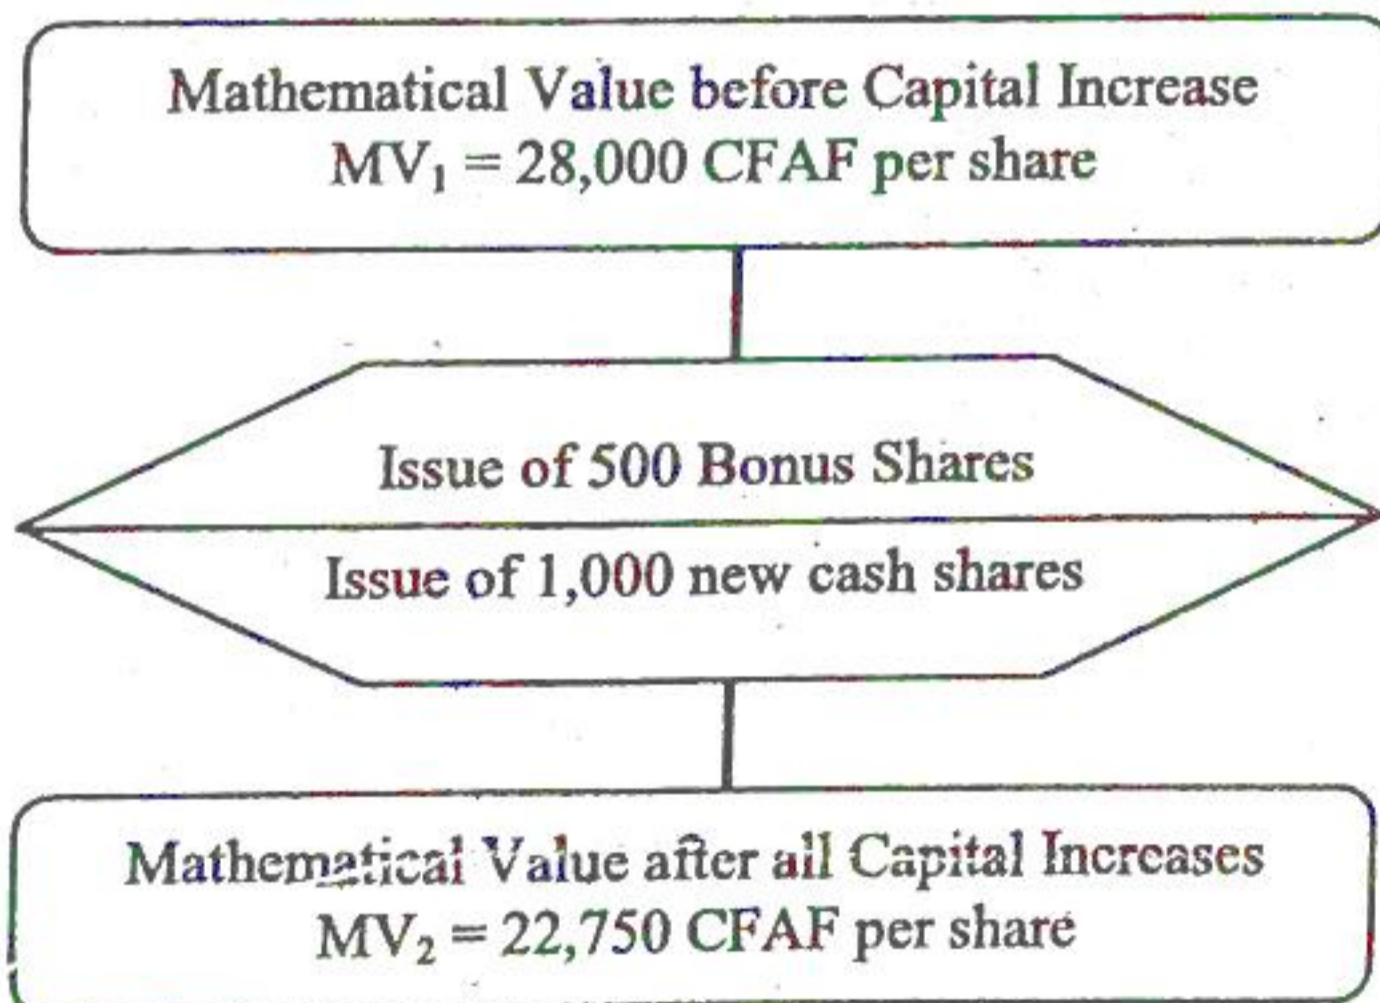 Mathematical Value before Capital Increase
MV₁ = 28,000 CFAF per share
Issue of 500 Bonus Shares
Issue of 1,000 new cash shares
Mathematical Value after all Capital Increases
MV₂ = 22,750 CFAF per share